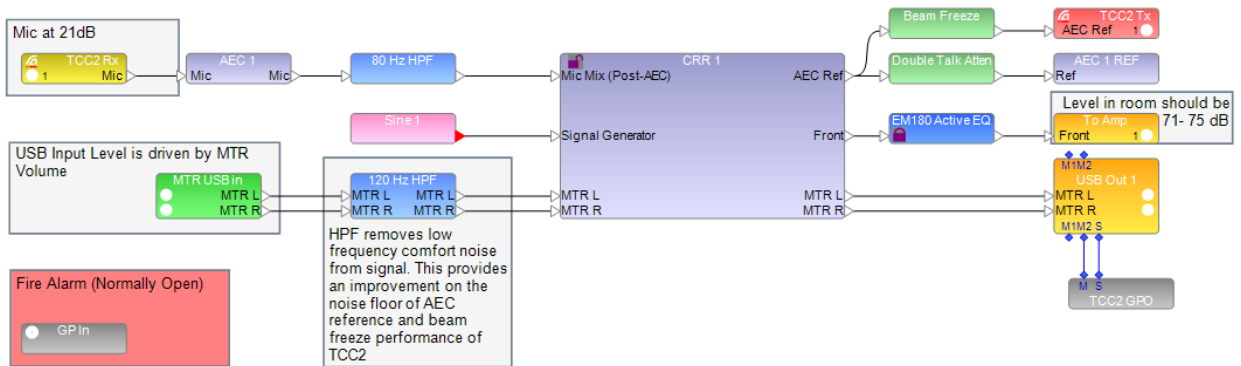 Mic at 21dB
TCC2 Rx
1 Mic
AEC 1
Mic Mic
80 Hz HPF
CRR 1
Mic Mix (Post-AEC) AEC Ref
Signal Generator Front
MTR L MTR L
MTR R MTR R
Beam Freeze
TCC2 Tx
AEC Ref 1
Double Talk Atten
AEC 1 REF
Ref
Sine 1
EM180 Active EQ
Level in room should be
71- 75 dB
To Amp
Front 1
USB Input Level is driven by MTR
Volume
MTR USB in
MTR L
MTR R
120 Hz HPF
MTR L MTR L
MTR R MTR R
HPF removes low
frequency comfort noise
from signal. This provides
an improvement on the
noise floor of AEC
reference and beam
freeze performance of
TCC2
M1M2
USB Out 1
MTR L
MTR R
M1M2 S
M S
TCC2 GPO
Fire Alarm (Normally Open)
GP In